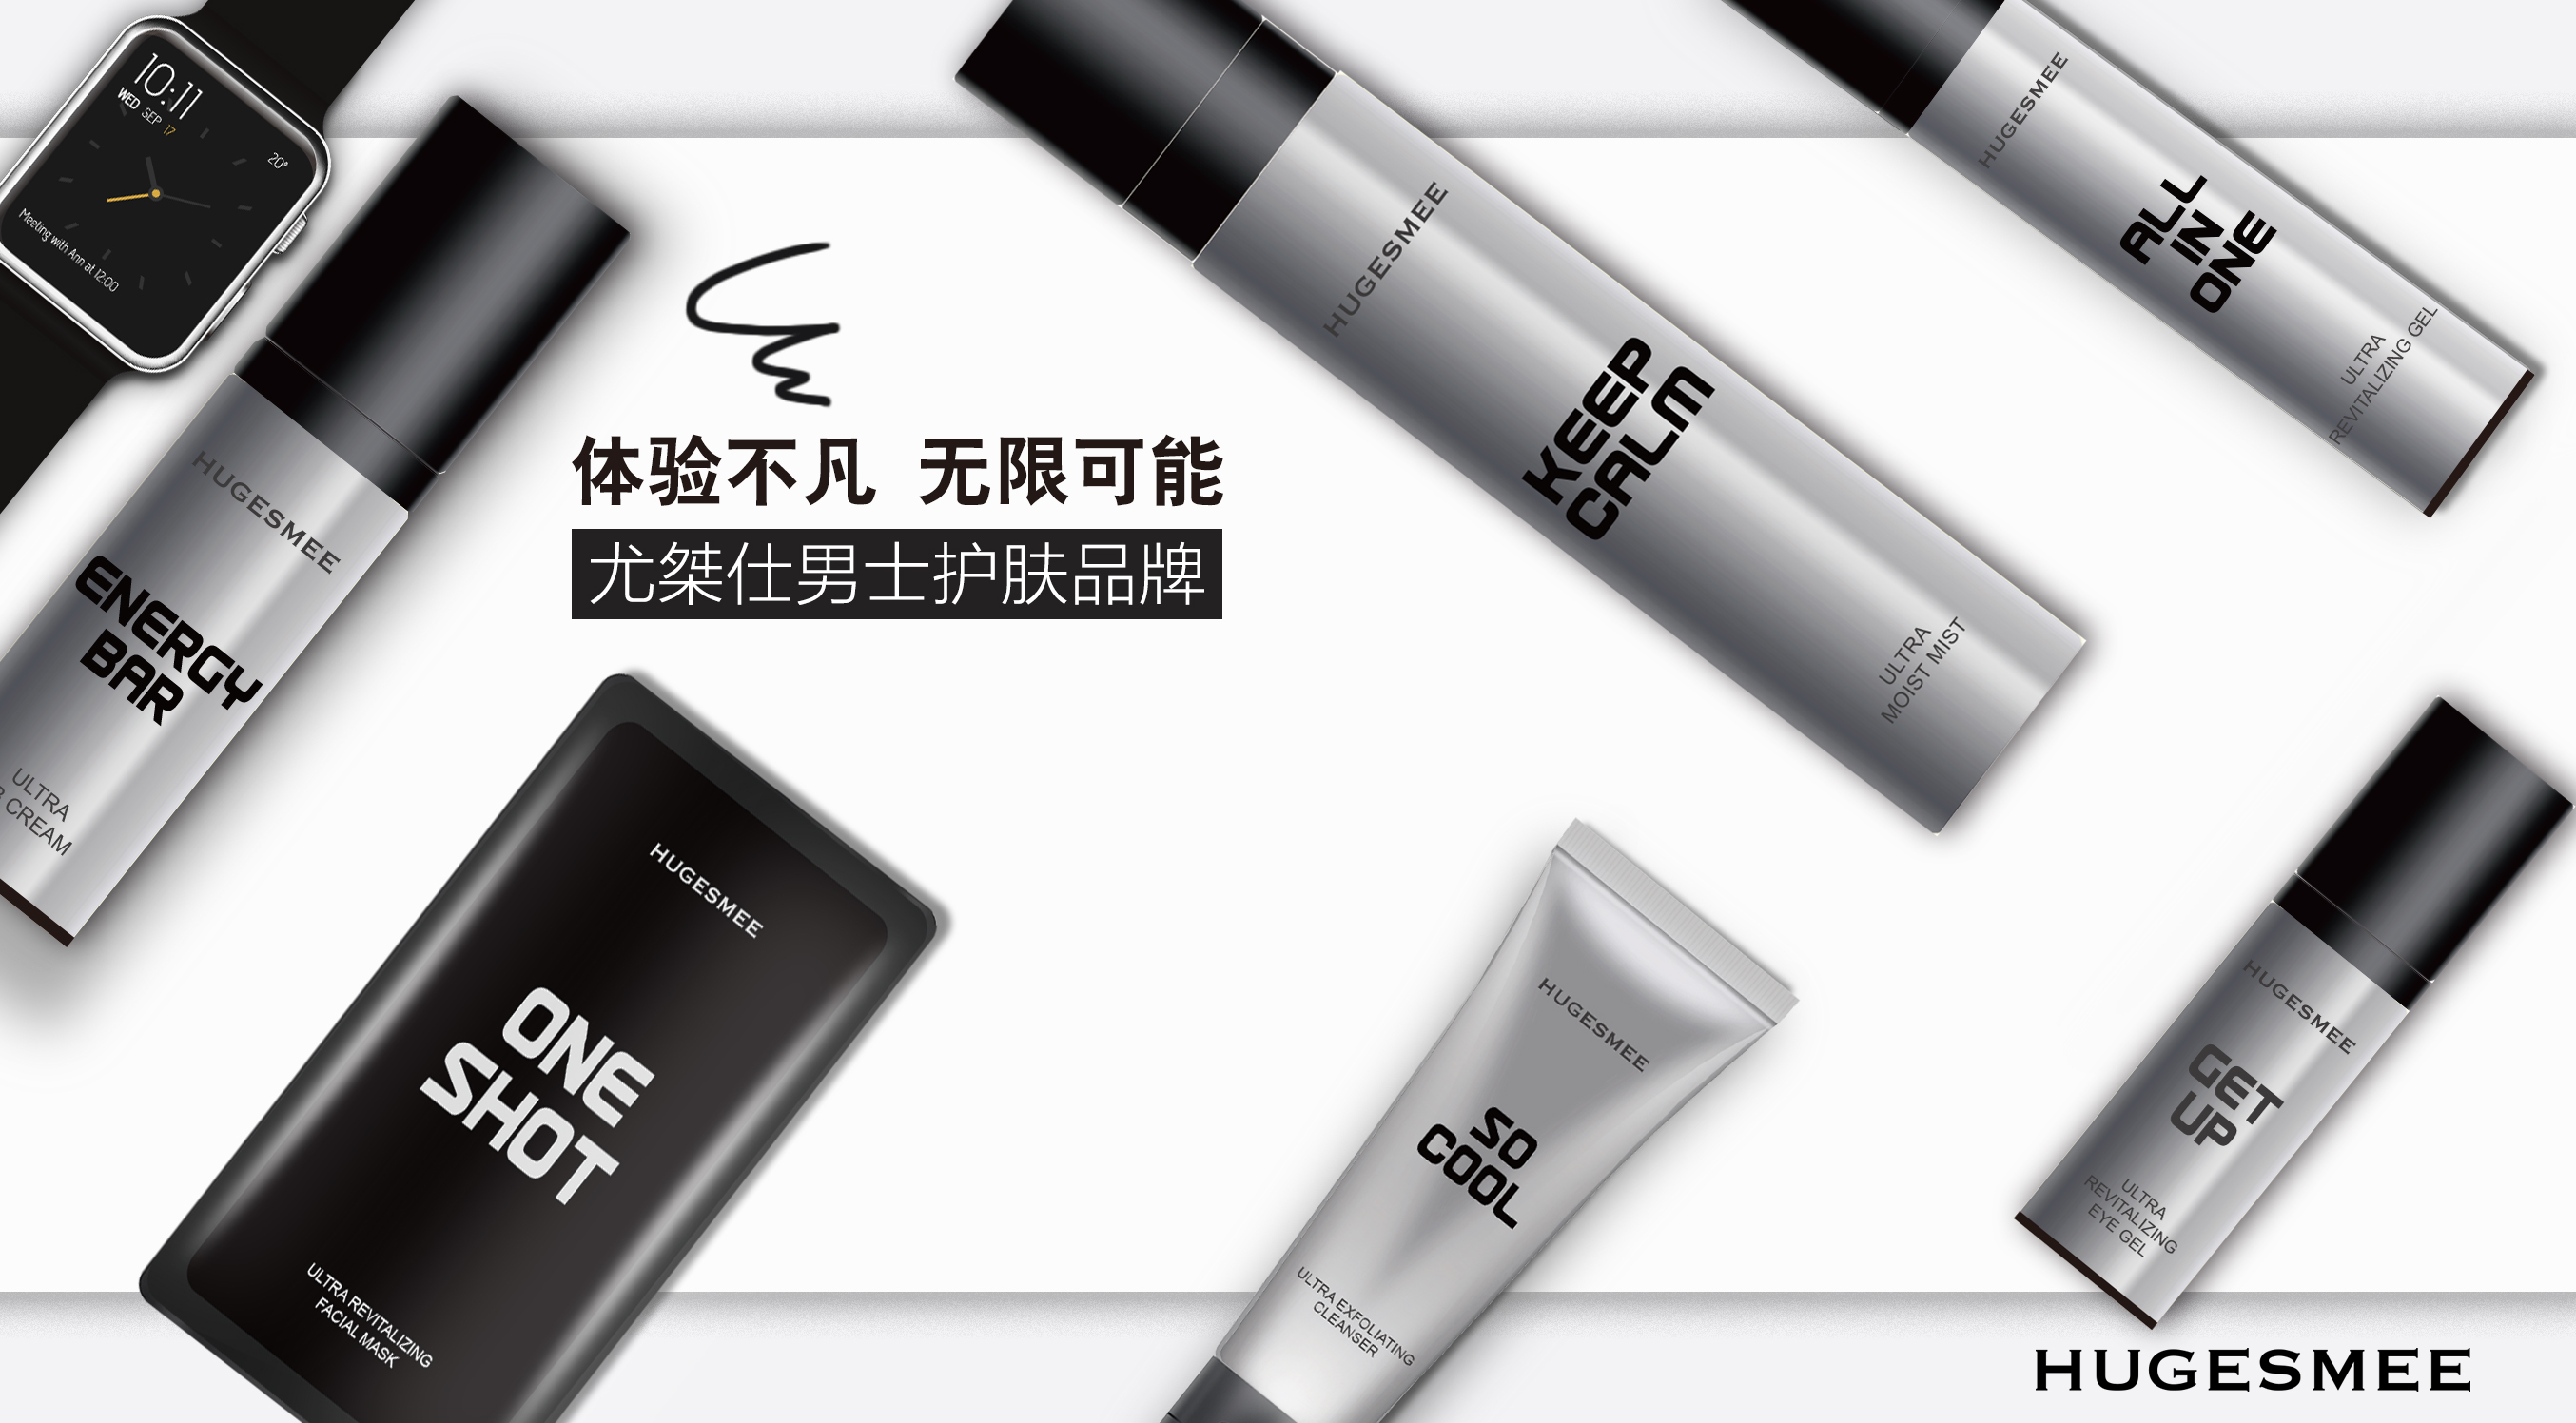 10:11
WED SEP 17
20°
Meeting with Ann at 12:00
HUGESMEE
ENERGY
BAR
ULTRA
CREAM
体验不凡 无限可能
尤桀仕男士护肤品牌
HUGESMEE
KEEP
CALM
ULTRA
MOIST MIST
HUGESMEE
ALL
IN
ONE
ULTRA
REVITALIZING GEL
HUGESMEE
ONE
SHOT
ULTRA REVITALIZING
FACIAL MASK
HUGESMEE
SO
COOL
ULTRA EXFOLIATING
CLEANSER
HUGESMEE
GET
UP
ULTRA
REVITALIZING
EYE GEL
HUGESMEE